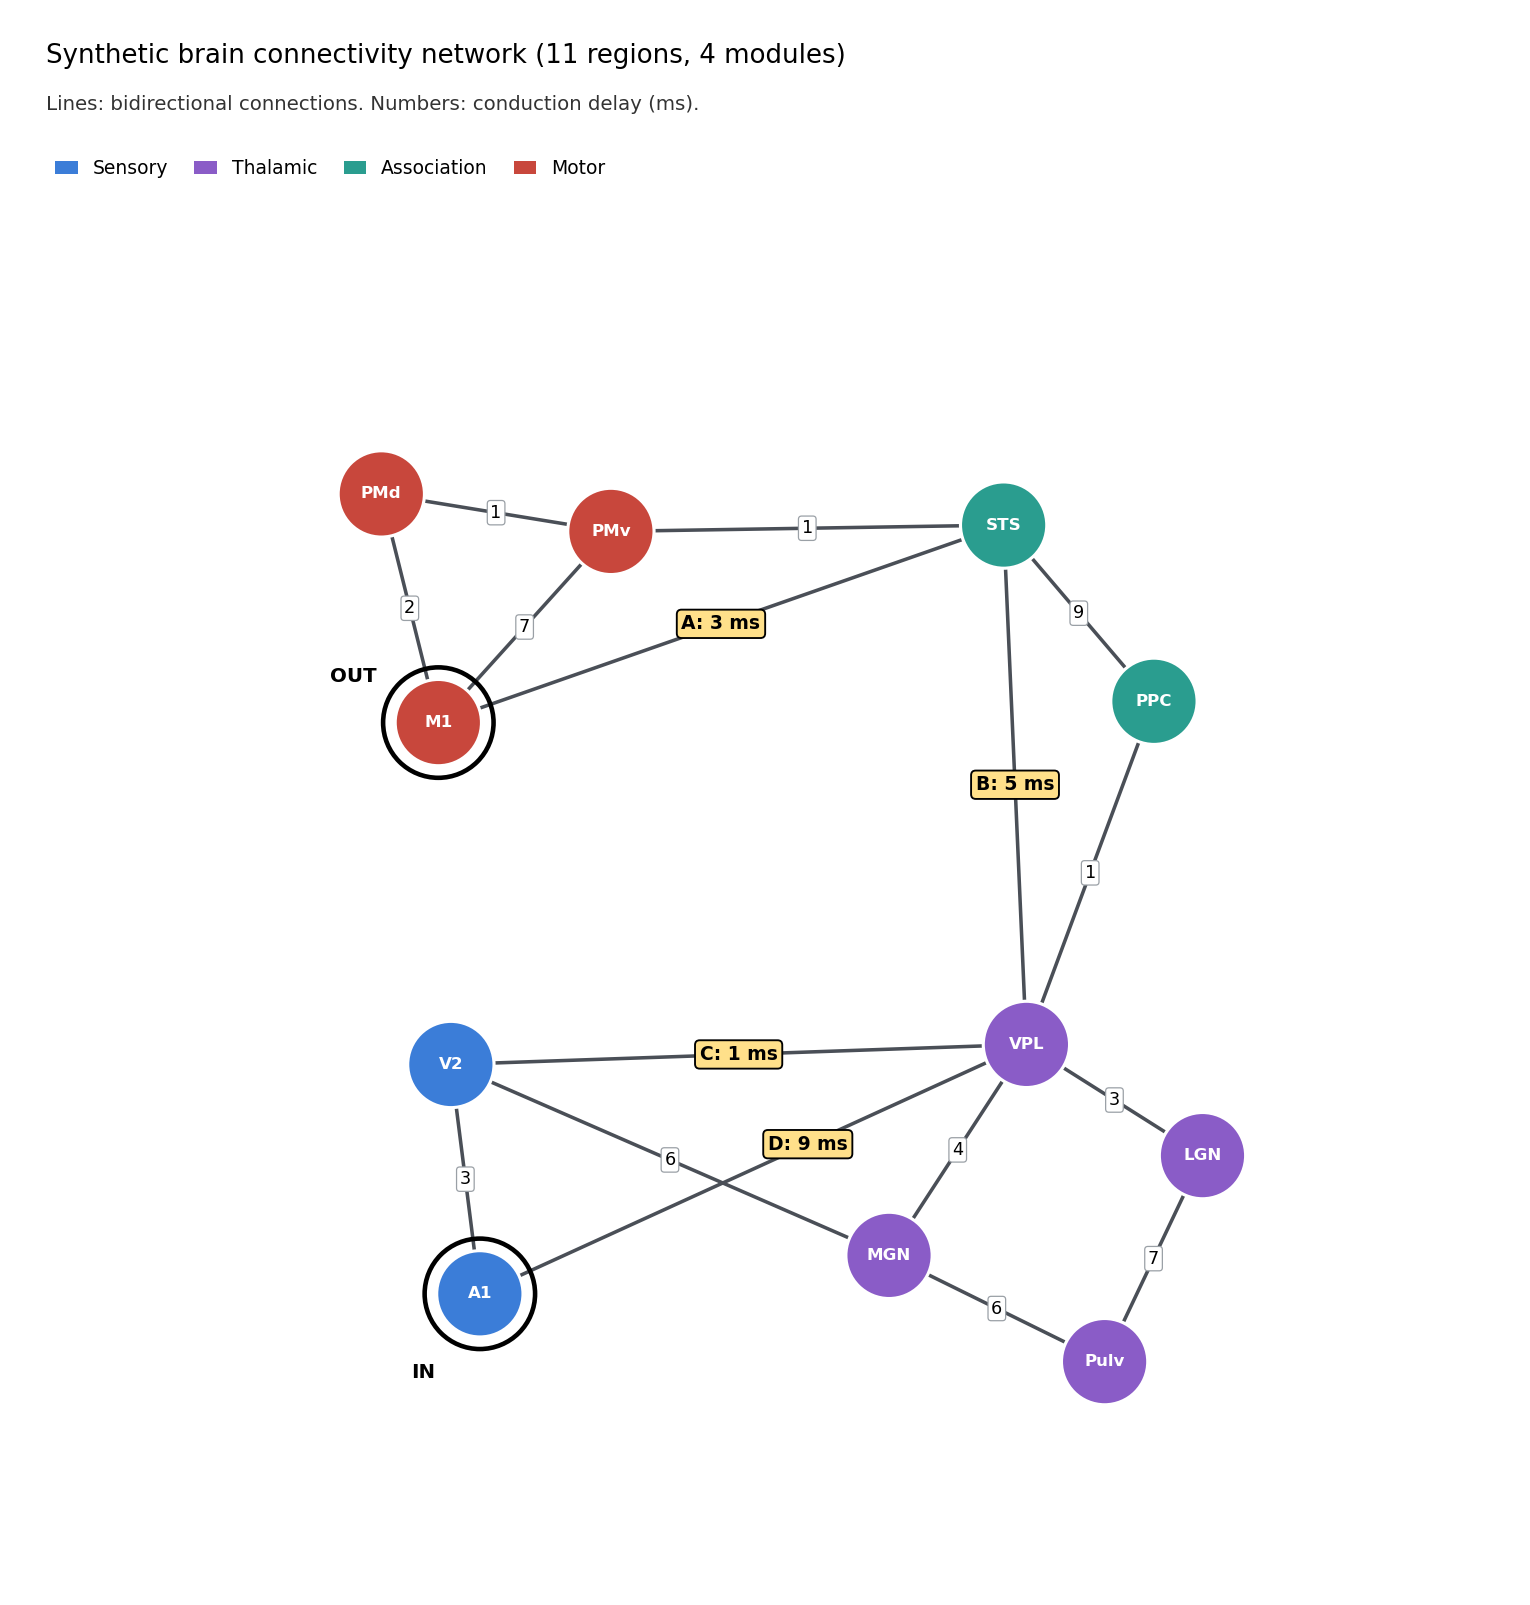 Synthetic brain connectivity network (11 regions, 4 modules)
Lines: bidirectional connections. Numbers: conduction delay (ms).
Sensory Thalamic Association Motor
PMd
1
PMv
1
STS
2
7
A: 3 ms
9
OUT
M1
PPC
B: 5 ms
1
V2
C: 1 ms
VPL
3
D: 9 ms
4
LGN
6
3
MGN
7
A1
6
IN
Pulv